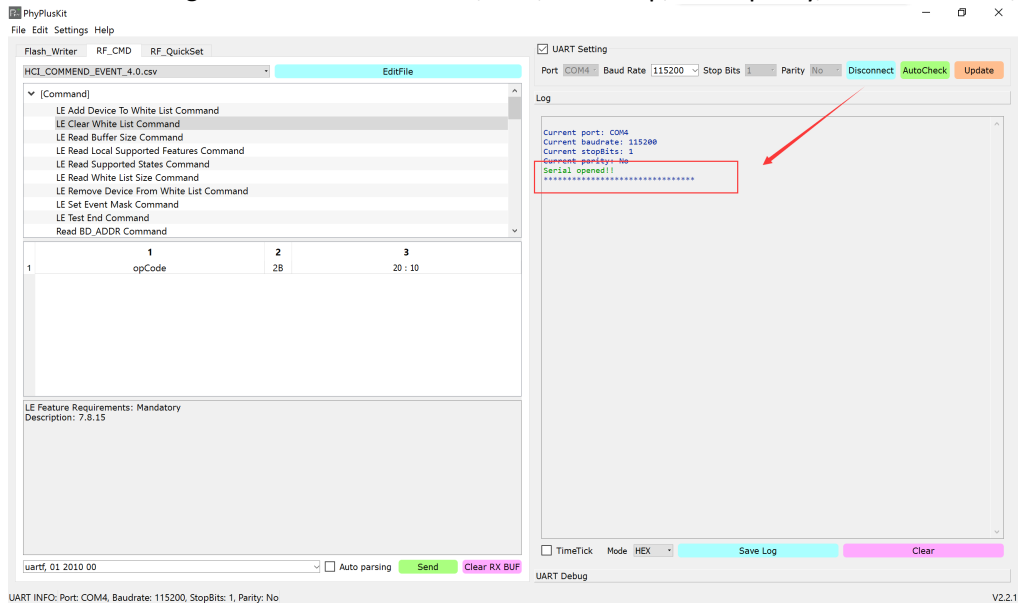 PhyPlusKit
File Edit Settings Help
Flash_Writer RF_CMD RF_QuickSet
HCI_COMMEND_EVENT_4.0.csv EditFile
[Command]
LE Add Device To White List Command
LE Clear White List Command
LE Read Buffer Size Command
LE Read Local Supported Features Command
LE Read Supported States Command
LE Read White List Size Command
LE Remove Device From White List Command
LE Set Event Mask Command
LE Test End Command
Read BD_ADDR Command
1 2 3
1 opCode 2B 20 : 10
LE Feature Requirements: Mandatory
Description: 7.8.15
uartf, 01 2010 00 Auto parsing Send Clear RX BUF
UART Setting
Port COM4 Baud Rate 115200 Stop Bits 1 Parity No Disconnect AutoCheck Update
Log
Current port: COM4
Current baudrate: 115200
Current stopBits: 1
Current parity: No
Serial opened!!
********************************
TimeTick Mode HEX Save Log Clear
UART Debug
UART INFO: Port: COM4, Baudrate: 115200, StopBits: 1, Parity: No V2.2.1